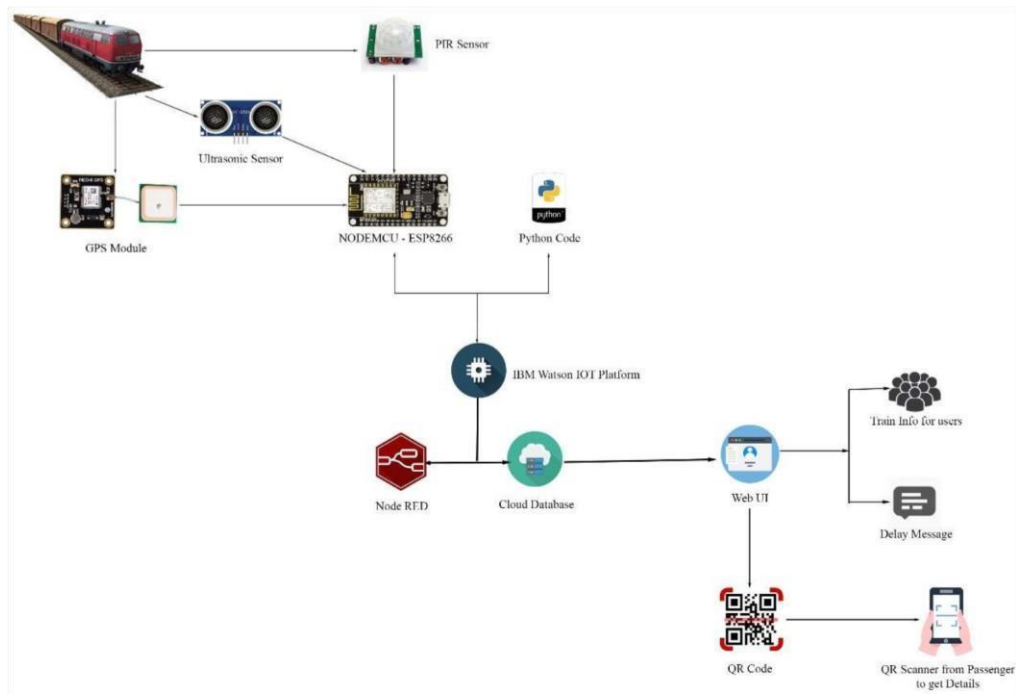 PIR Sensor
Ultrasonic Sensor
GPS Module
NODEMCU - ESP8266
python
Python Code
IBM Watson IOT Platform
Train Info for users
Node RED
Cloud Database
Web UI
Delay Message
QR Code
QR Scanner from Passenger
to get Details